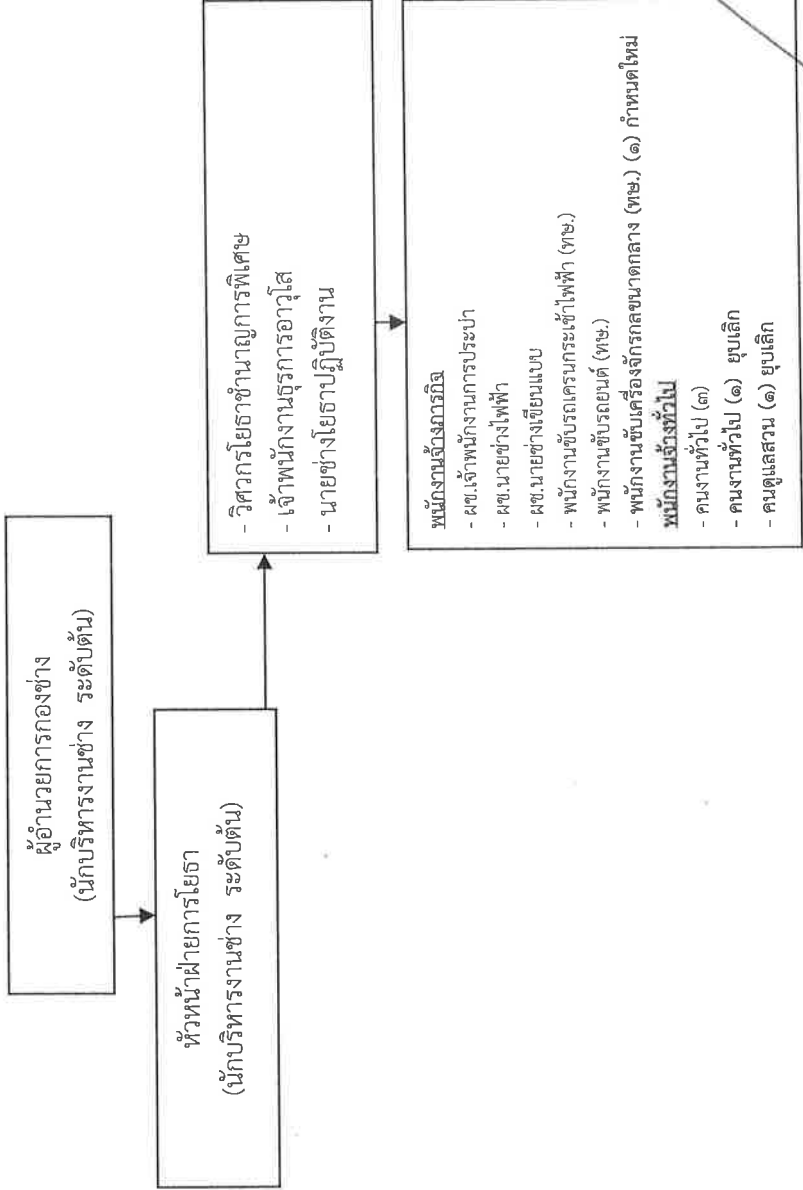 ผู้อำนวยการกองช่าง
(นักบริหารงานช่าง ระดับต้น)
หัวหน้าฝ่ายการโยธา
(นักบริหารงานช่าง ระดับต้น)
- วิศวกรโยธาชำนาญการพิเศษ
- เจ้าพนักงานธุรการอาวุโส
- นายช่างโยธาปฏิบัติงาน
พนักงานจ้างภารกิจ
- ผช.เจ้าพนักงานการประปา
- ผช.นายช่างไฟฟ้า
- ผช.นายช่างเขียนแบบ
- พนักงานขับรถเครนกระเช้าไฟฟ้า (ทษ.)
- พนักงานขับรถยนต์ (ทษ.)
- พนักงานขับเครื่องจักรกลขนาดกลาง (ทษ.) (๑) กำหนดใหม่
พนักงานจ้างทั่วไป
- คนงานทั่วไป (๓)
- คนงานทั่วไป (๑) ยุบเลิก
- คนดูแลสวน (๑) ยุบเลิก